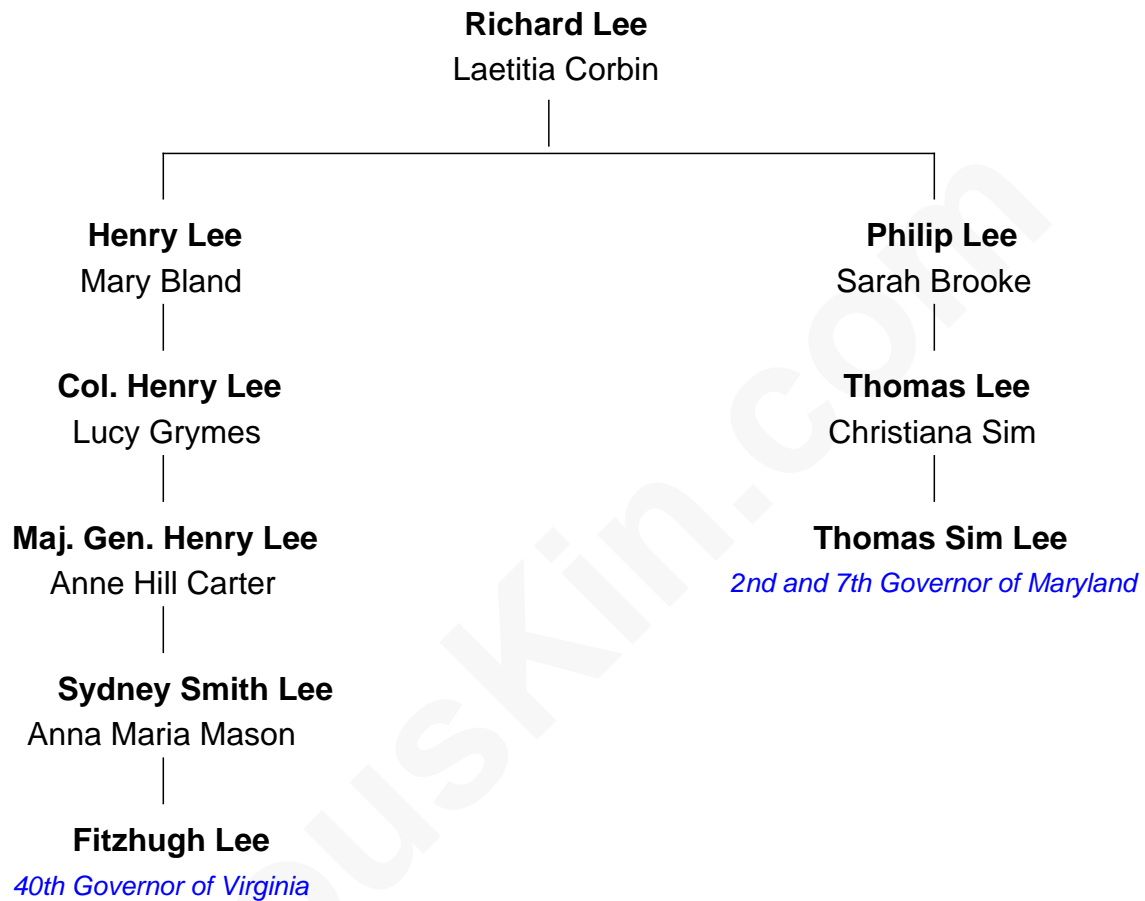 Richard Lee
Laetitia Corbin
Henry Lee
Mary Bland
Philip Lee
Sarah Brooke
Col. Henry Lee
Lucy Grymes
Thomas Lee
Christiana Sim
Maj. Gen. Henry Lee
Anne Hill Carter
Thomas Sim Lee
2nd and 7th Governor of Maryland
Sydney Smith Lee
Anna Maria Mason
Fitzhugh Lee
40th Governor of Virginia